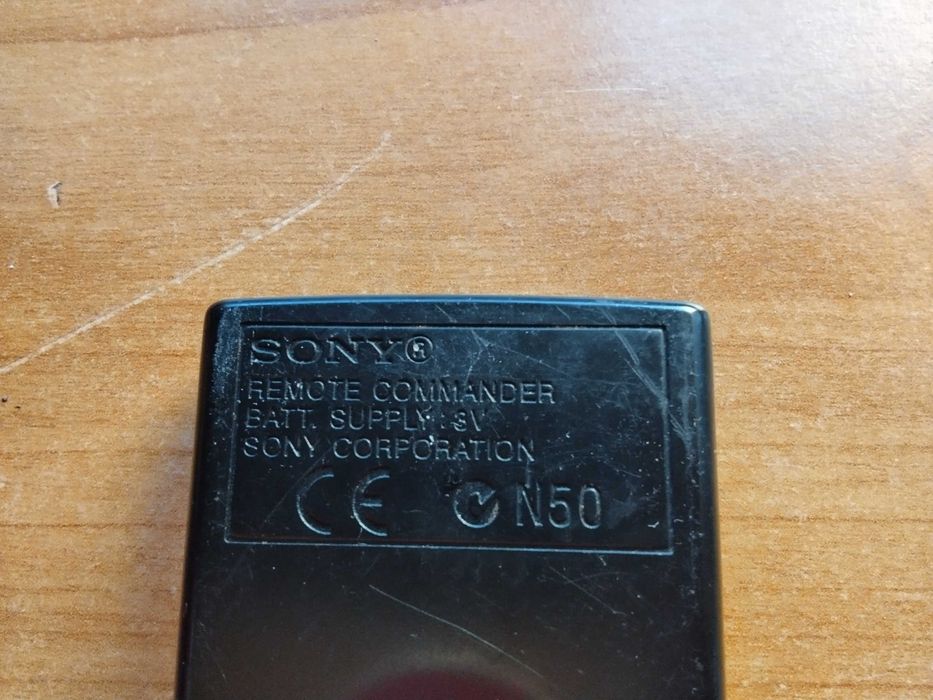 SONY®
REMOTE COMMANDER
BATT. SUPPLY : 3V
SONY CORPORATION
CE N50